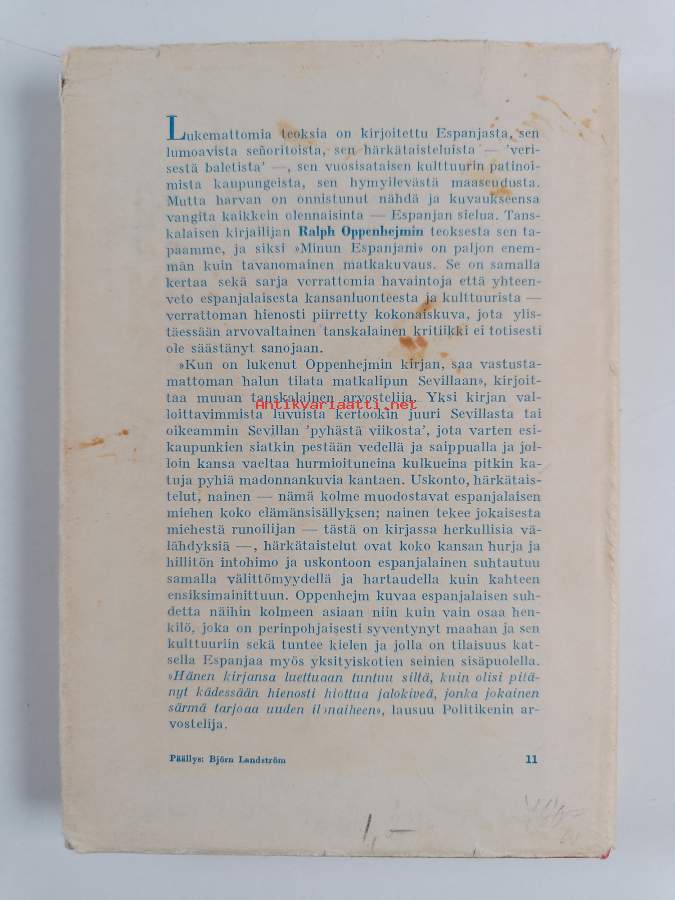 Lukemattomia teoksia on kirjoitettu Espanjasta, sen
lumoavista señoritoista, sen härkätaisteluista — 'veri-
sestä baletista' —, sen vuosisataisen kulttuurin patinoi-
mista kaupungeista, sen hymyilevästä maaseudusta.
Mutta harvan on onnistunut nähdä ja kuvaukseensa
vangita kaikkein olennaisinta — Espanjan sielua. Tans-
kalaisen kirjailijan Ralph Oppenhejmin teoksesta sen ta-
paamme, ja siksi »Minun Espanjani» on paljon enem-
män kuin tavanomainen matkakuvaus. Se on samalla
kertaa sekä sarja verrattomia havaintoja että yhteen-
veto espanjalaisesta kansanluonteesta ja kulttuurista —
verrattoman hienosti piirretty kokonaiskuva, jota ylis-
täessään arvovaltainen tanskalainen kritiikki ei totisesti
ole säästänyt sanojaan.
»Kun on lukenut Oppenhejmin kirjan, saa vastusta-
mattoman halun tilata matkalipun Sevillaan», kirjoit-
taa muuan tanskalainen arvostelija. Yksi kirjan val-
loittavimmista luvuista kertookin juuri Sevillasta tai
oikeammin Sevillan 'pyhästä viikosta', jota varten esi-
kaupunkien siatkin pestään vedellä ja saippualla ja jol-
loin kansa vaeltaa hurmioituneina kulkueina pitkin ka-
tuja pyhiä madonnankuvia kantaen. Uskonto, härkätais-
telut, nainen — nämä kolme muodostavat espanjalaisen
miehen koko elämänsisällyksen; nainen tekee jokaisesta
miehestä runoilijan — tästä on kirjassa herkullisia vä-
lähdyksiä —, härkätaistelut ovat koko kansan hurja ja
hillitön intohimo ja uskontoon espanjalainen suhtautuu
samalla välittömyydellä ja hartaudella kuin kahteen
ensiksimainittuun. Oppenhejm kuvaa espanjalaisen suh-
detta näihin kolmeen asiaan niin kuin vain osaa hen-
kilö, joka on perinpohjaisesti syventynyt maahan ja sen
kulttuuriin sekä tuntee kielen ja jolla on tilaisuus kat-
sella Espanjaa myös yksityiskotien seinien sisäpuolella.
»Hänen kirjansa luettuaan tuntuu siltä, kuin olisi pitä-
nyt kädessään hienosti hiottua jalokiveä, jonka jokainen
särmä tarjoaa uuden ilmaiheen», lausuu Politikenin ar-
vostelija.
Päällys: Björn Landström 11
Antikvariaatti.net
1,–